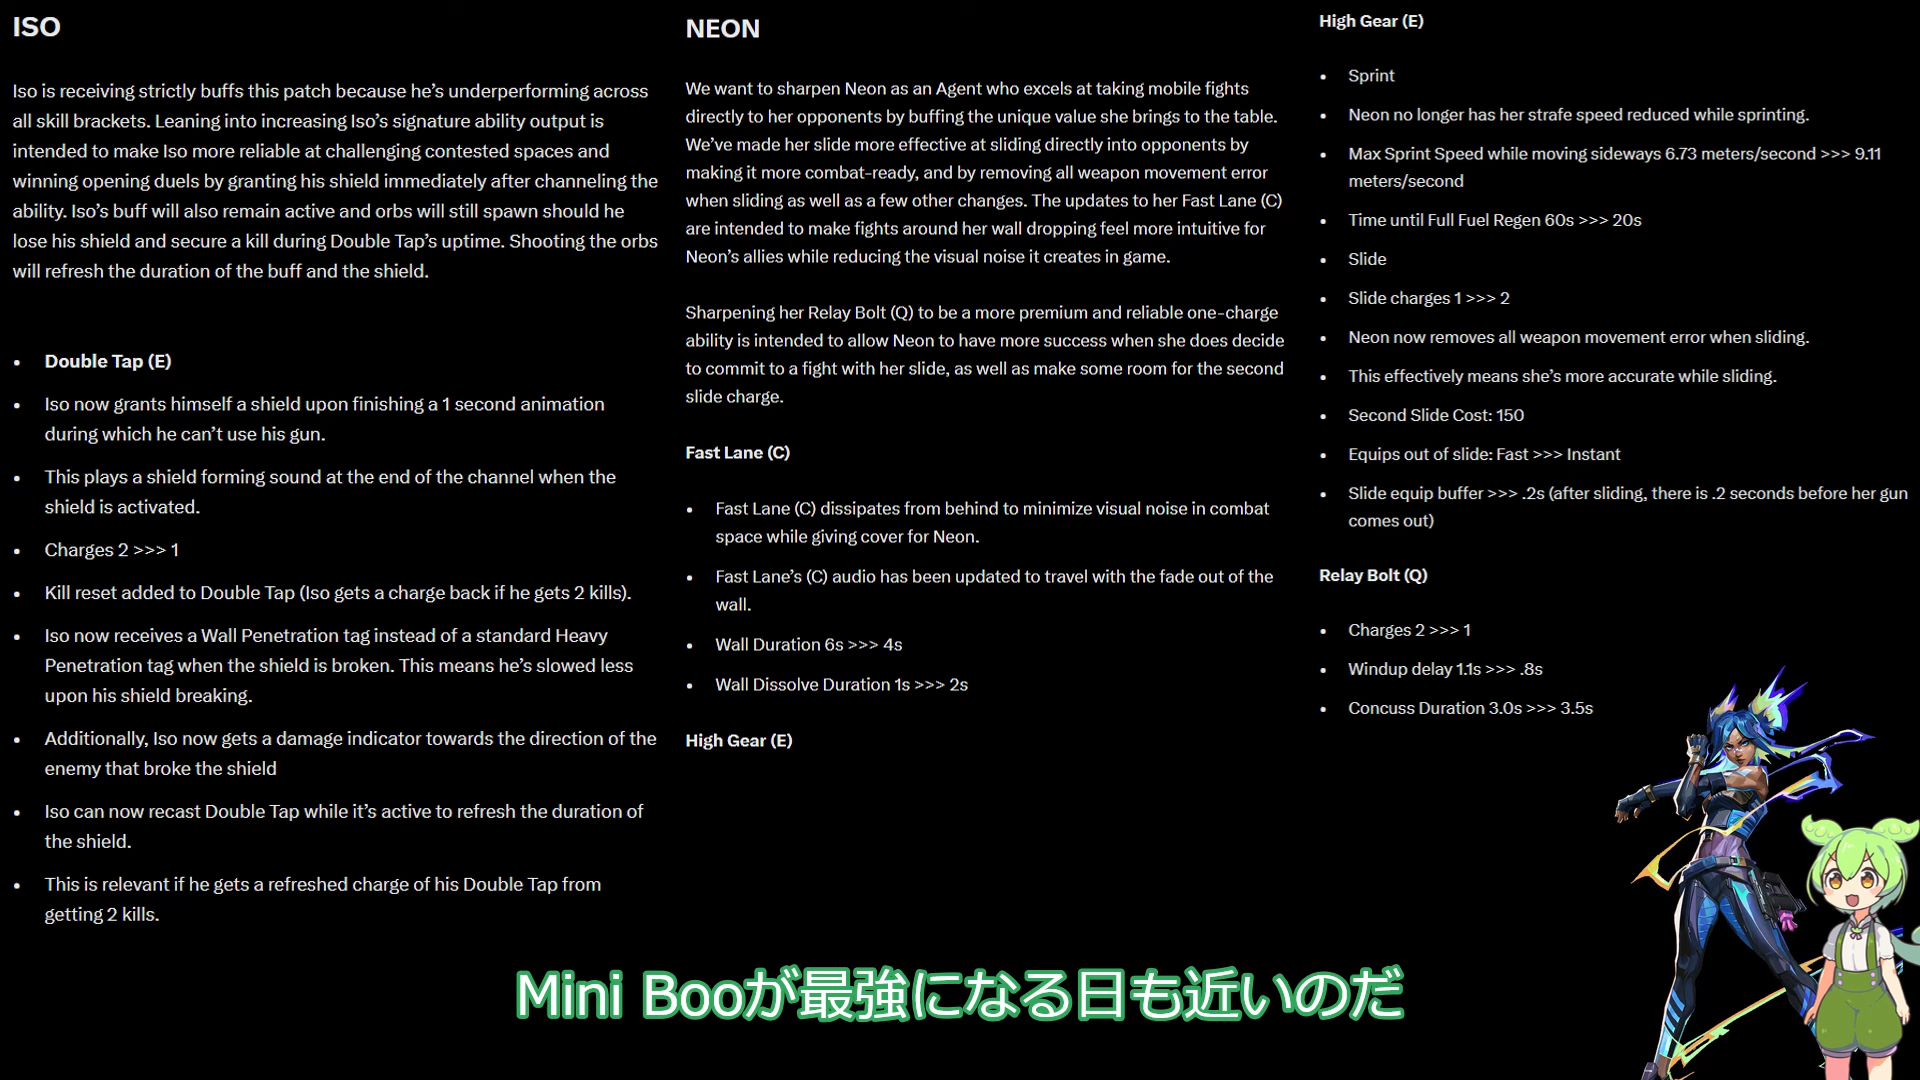 ISO
Iso is receiving strictly buffs this patch because he's underperforming across
all skill brackets. Leaning into increasing Iso's signature ability output is
intended to make Iso more reliable at challenging contested spaces and
winning opening duels by granting his shield immediately after channeling the
ability. Iso's buff will also remain active and orbs will still spawn should he
lose his shield and secure a kill during Double Tap's uptime. Shooting the orbs
will refresh the duration of the buff and the shield.
• Double Tap (E)
• Iso now grants himself a shield upon finishing a 1 second animation
during which he can't use his gun.
• This plays a shield forming sound at the end of the channel when the
shield is activated.
• Charges 2 >>> 1
• Kill reset added to Double Tap (Iso gets a charge back if he gets 2 kills).
• Iso now receives a Wall Penetration tag instead of a standard Heavy
Penetration tag when the shield is broken. This means he's slowed less
upon his shield breaking.
• Additionally, Iso now gets a damage indicator towards the direction of the
enemy that broke the shield
• Iso can now recast Double Tap while it's active to refresh the duration of
the shield.
• This is relevant if he gets a refreshed charge of his Double Tap from
getting 2 kills.
NEON
We want to sharpen Neon as an Agent who excels at taking mobile fights
directly to her opponents by buffing the unique value she brings to the table.
We've made her slide more effective at sliding directly into opponents by
making it more combat-ready, and by removing all weapon movement error
when sliding as well as a few other changes. The updates to her Fast Lane (C)
are intended to make fights around her wall dropping feel more intuitive for
Neon's allies while reducing the visual noise it creates in game.
Sharpening her Relay Bolt (Q) to be a more premium and reliable one-charge
ability is intended to allow Neon to have more success when she does decide
to commit to a fight with her slide, as well as make some room for the second
slide charge.
Fast Lane (C)
• Fast Lane (C) dissipates from behind to minimize visual noise in combat
space while giving cover for Neon.
• Fast Lane's (C) audio has been updated to travel with the fade out of the
wall.
• Wall Duration 6s >>> 4s
• Wall Dissolve Duration 1s >>> 2s
High Gear (E)
High Gear (E)
• Sprint
• Neon no longer has her strafe speed reduced while sprinting.
• Max Sprint Speed while moving sideways 6.73 meters/second >>> 9.11
meters/second
• Time until Full Fuel Regen 60s >>> 20s
• Slide
• Slide charges 1 >>> 2
• Neon now removes all weapon movement error when sliding.
• This effectively means she's more accurate while sliding.
• Second Slide Cost: 150
• Equips out of slide: Fast >>> Instant
• Slide equip buffer >>> .2s (after sliding, there is .2 seconds before her gun
comes out)
Relay Bolt (Q)
• Charges 2 >>> 1
• Windup delay 1.1s >>> .8s
• Concuss Duration 3.0s >>> 3.5s
Mini Booが最強になる日も近いのだ